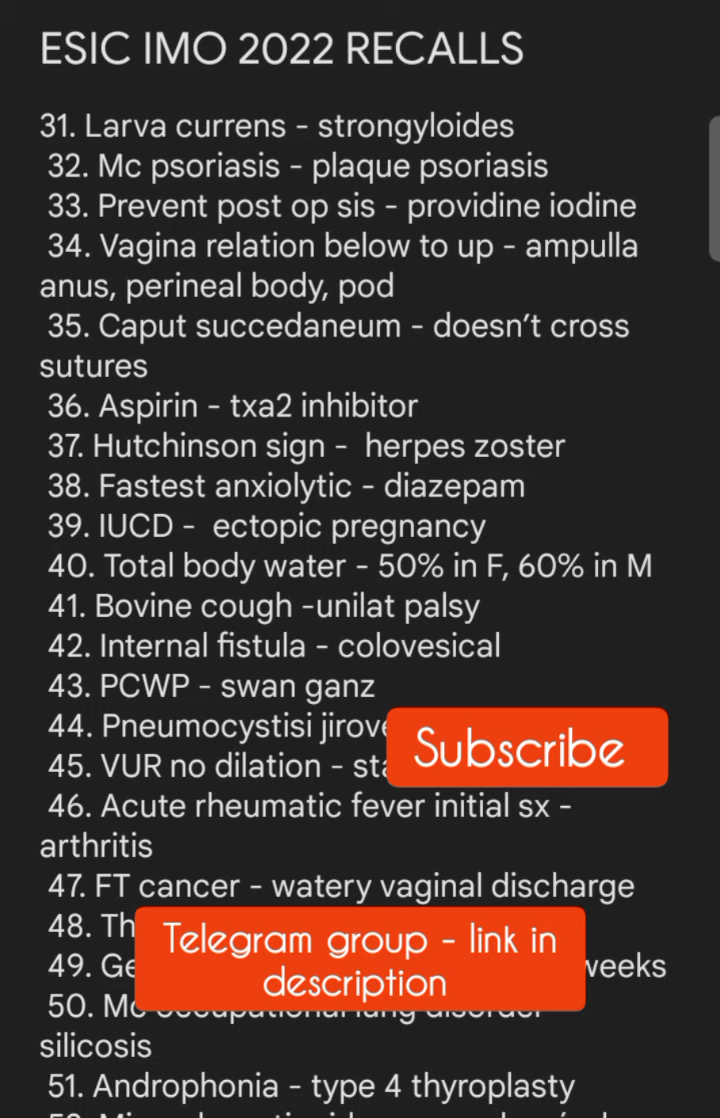 ESIC IMO 2022 RECALLS
31. Larva currens - strongyloides
32. Mc psoriasis - plaque psoriasis
33. Prevent post op sis - providine iodine
34. Vagina relation below to up - ampulla
anus, perineal body, pod
35. Caput succedaneum - doesn't cross
sutures
36. Aspirin - txa2 inhibitor
37. Hutchinson sign - herpes zoster
38. Fastest anxiolytic - diazepam
39. IUCD - ectopic pregnancy
40. Total body water - 50% in F, 60% in M
41. Bovine cough -unilat palsy
42. Internal fistula - colovesical
43. PCWP - swan ganz
44. Pneumocystisi
Subscribe
45. VUR no dilation -
46. Acute rheumatic fever initial sx -
arthritis
47. FT cancer - watery vaginal discharge
48.
Telegram group - link in
description
49. weeks
50. Mc occupational lung disorder
silicosis
51. Androphonia - type 4 thyroplasty